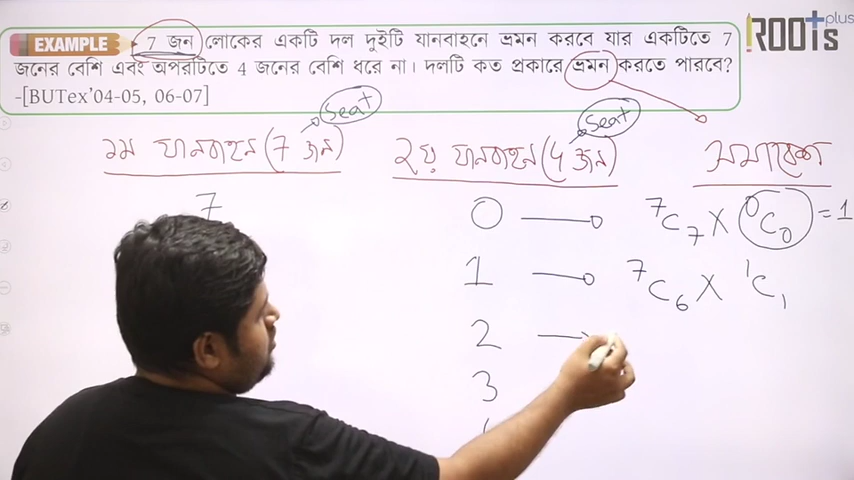 EXAMPLE 7 জন লোকের একটি দল দুইটি যানবাহনে ভ্রমন করবে যার একটিতে 7
জনের বেশি এবং অপরটিতে 4 জনের বেশি ধরে না। দলটি কত প্রকারে ভ্রমন করতে পারবে?
-[BUTex'04-05, 06-07]
ROOTs plus
Seat
Seat
১ম যানবাহন (7 জন)
২য় যানবাহন (4 জন)
সমাবেশ
7
0
⁷C₇ X ⁰C₀ = 1
1
⁷C₆ X ¹C₁
2
3